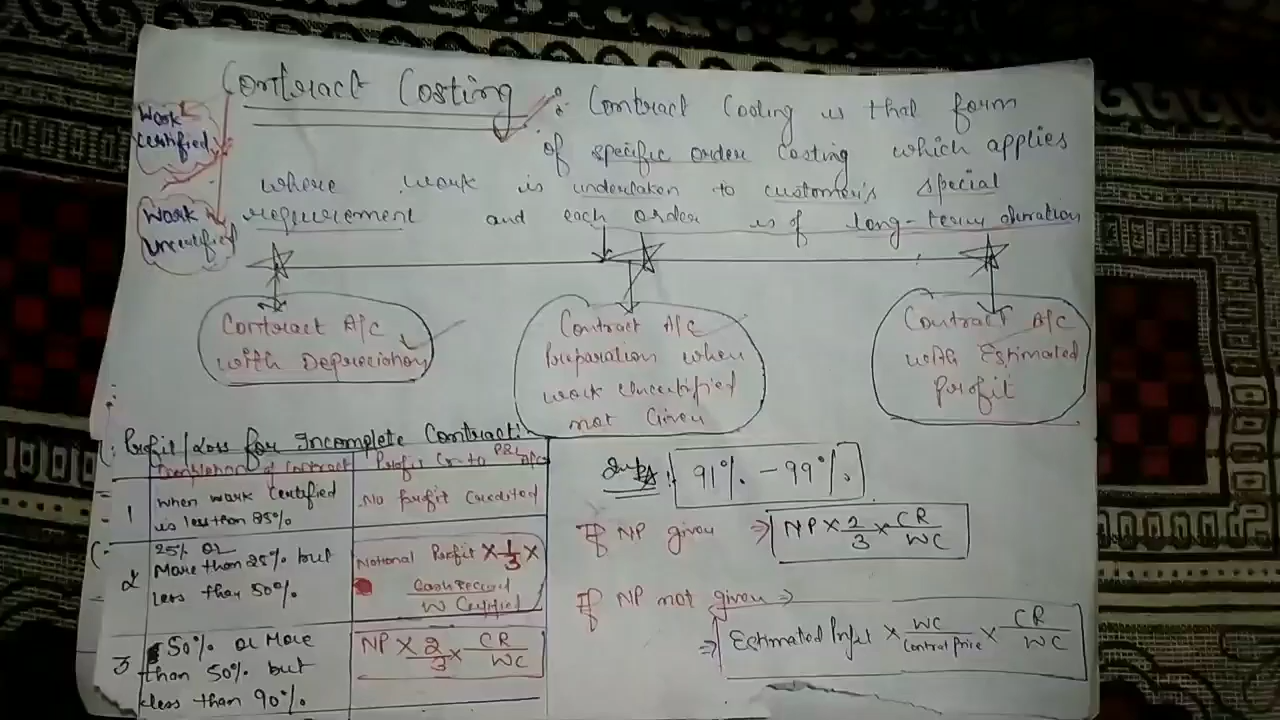 Contract Costing : Contract Cosing is that form
of specific order Costing which applies
where work is undertaken to customer's special
requirement and each order is of long-term duration
Work
Certified
Work
Uncertified
Contract A/C
with Depreciation
Contract A/C
Preparation when
work Uncertified
not Given
Contract A/C
with Estimated
Profit
Profit/Loss for Incomplete Contract:
Completion of Contract
Profit Cr. to P&L A/c
1
when work Certified
is less than 25%
No profit Credited
2
25% or
More than 25% but
less than 50%
Notional Profit × 1/3 ×
Cash Received
W Certified
3
50% or More
than 50% but
less than 90%
NP × 2/3 × CR/WC
91% - 99%
If NP given ⇒ NP × 2/3 × CR/WC
If NP not given ⇒
⇒ Estimated Profit × WC/Contract Price × CR/WC